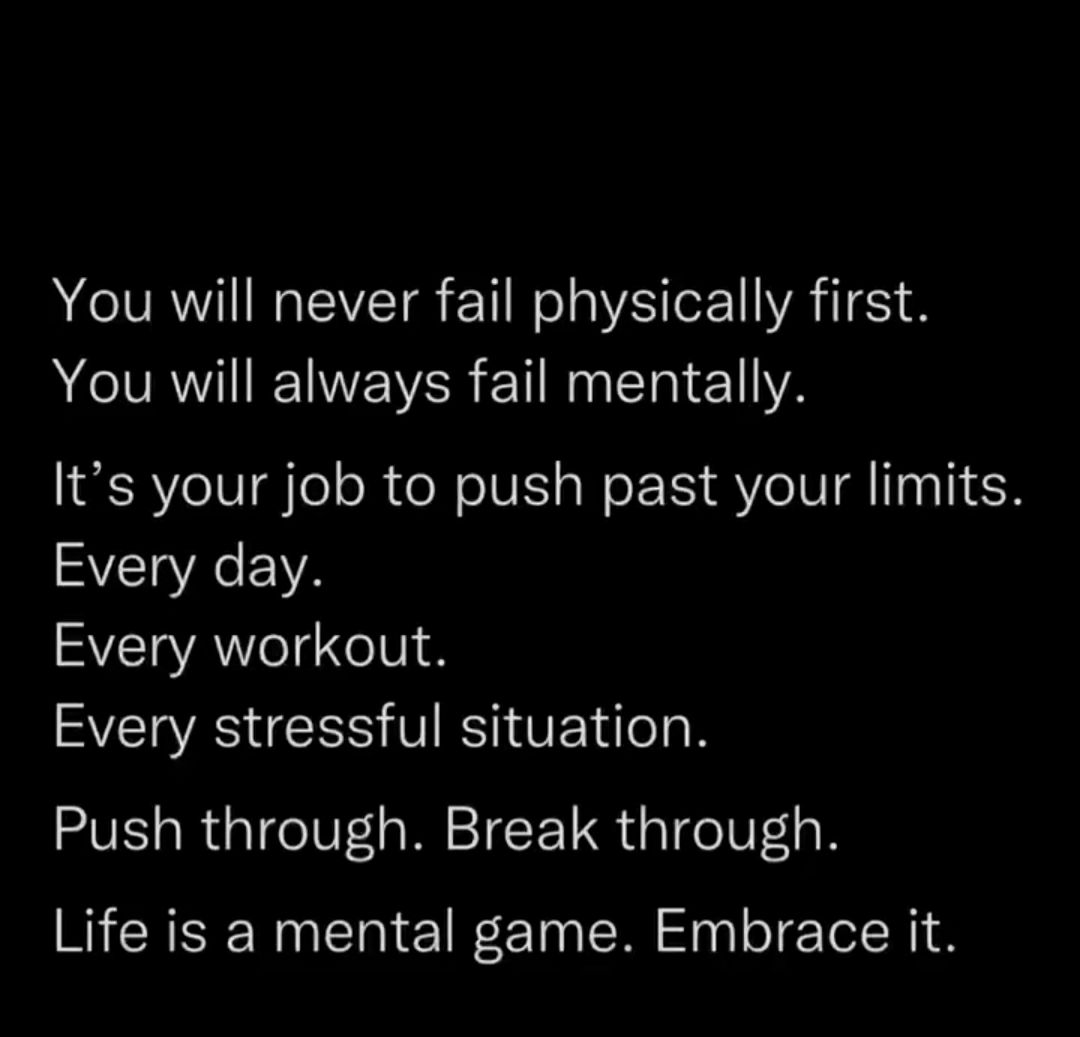 You will never fail physically first.
You will always fail mentally.
It’s your job to push past your limits.
Every day.
Every workout.
Every stressful situation.
Push through. Break through.
Life is a mental game. Embrace it.